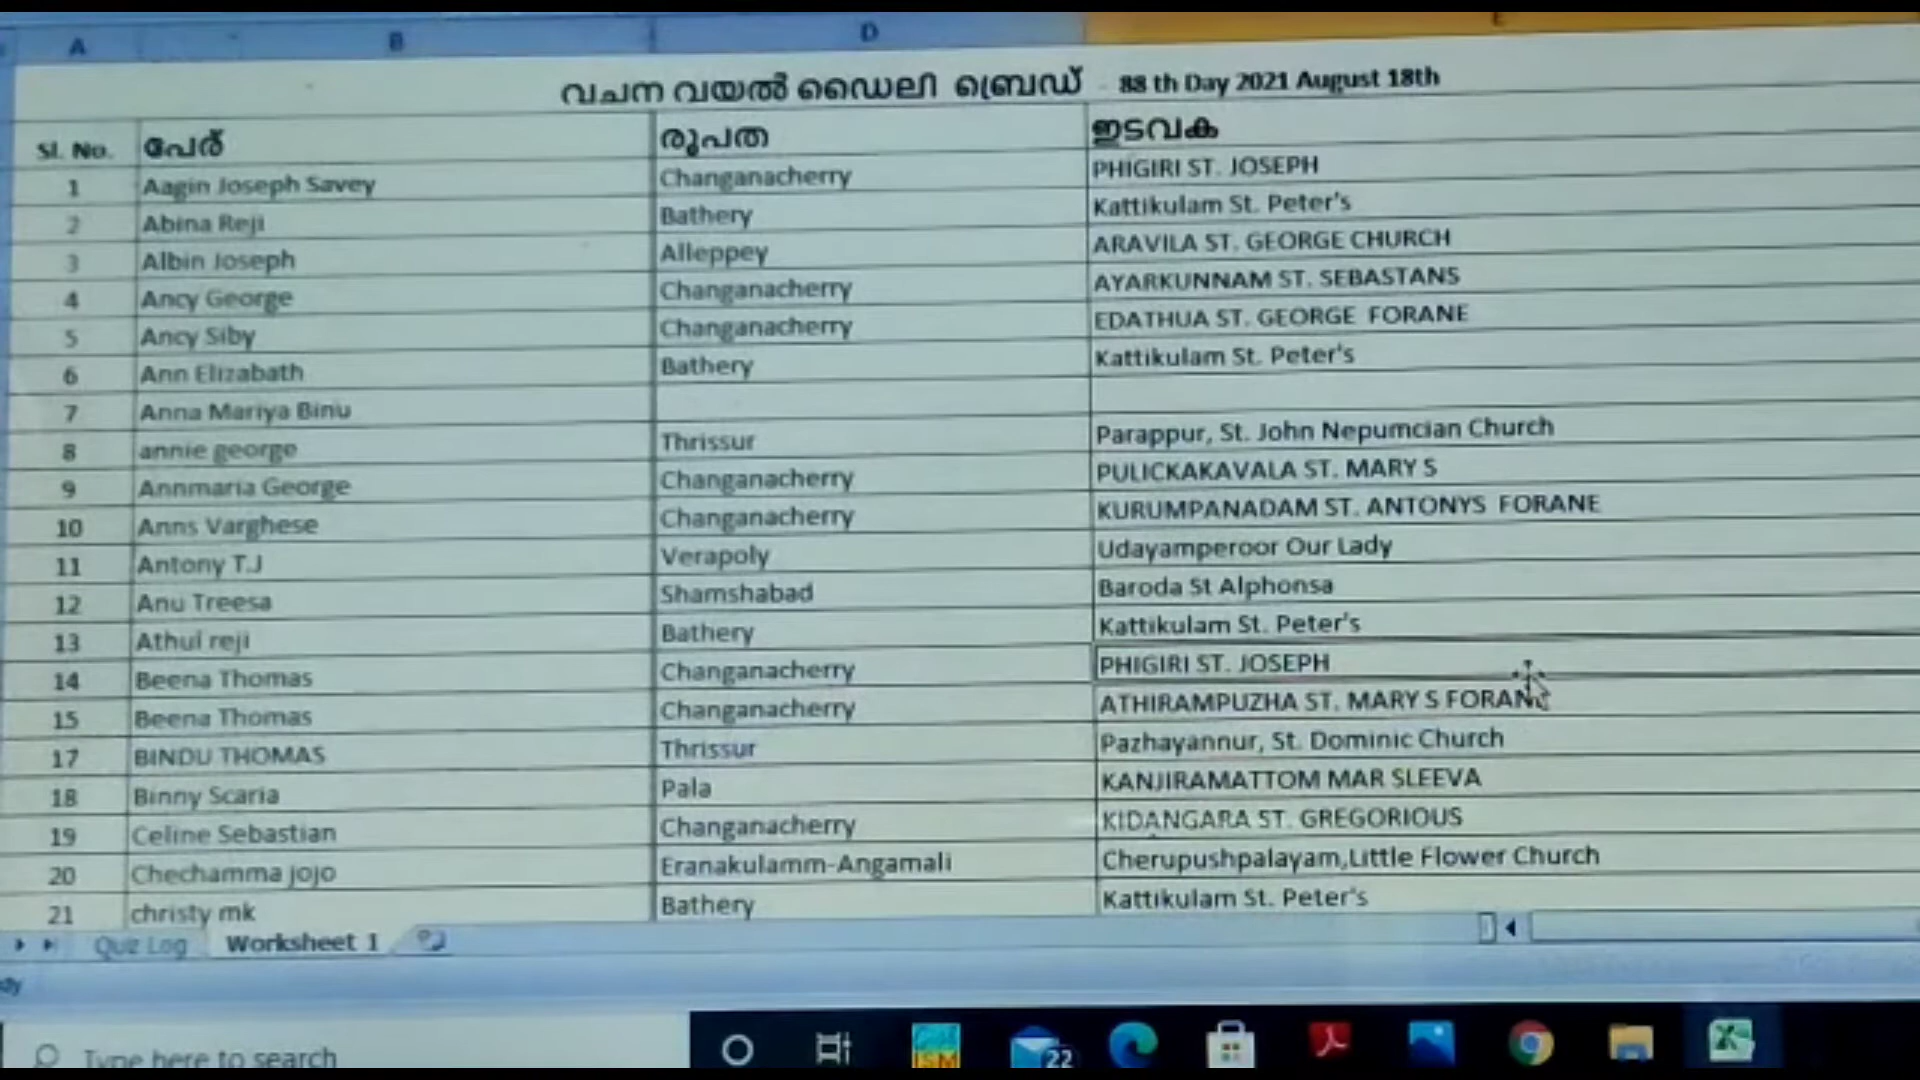 A B D E
വചന വയൽ ഡൈലി ബ്രെഡ് - 88 th Day 2021 August 18th
Sl. No. പേര് രൂപത ഇടവക
1 Aagin Joseph Savey Changanacherry PHIGIRI ST. JOSEPH
2 Abina Reji Bathery Kattikulam St. Peter's
3 Albin Joseph Alleppey ARAVILA ST. GEORGE CHURCH
4 Ancy George Changanacherry AYARKUNNAM ST. SEBASTANS
5 Ancy Siby Changanacherry EDATHUA ST. GEORGE FORANE
6 Ann Elizabath Bathery Kattikulam St. Peter's
7 Anna Mariya Binu
8 annie george Thrissur Parappur, St. John Nepumcian Church
9 Annmaria George Changanacherry PULICKAKAVALA ST. MARY S
10 Anns Varghese Changanacherry KURUMPANADAM ST. ANTONYS FORANE
11 Antony T.J Verapoly Udayamperoor Our Lady
12 Anu Treesa Shamshabad Baroda St Alphonsa
13 Athul reji Bathery Kattikulam St. Peter's
14 Beena Thomas Changanacherry PHIGIRI ST. JOSEPH
15 Beena Thomas Changanacherry ATHIRAMPUZHA ST. MARY S FORANE
17 BINDU THOMAS Thrissur Pazhayannur, St. Dominic Church
18 Binny Scaria Pala KANJIRAMATTOM MAR SLEEVA
19 Celine Sebastian Changanacherry KIDANGARA ST. GREGORIOUS
20 Chechamma jojo Eranakulamm-Angamali Cherupushpalayam,Little Flower Church
21 christy mk Bathery Kattikulam St. Peter's
Quiz Log Worksheet 1
Type here to search
ISM 22